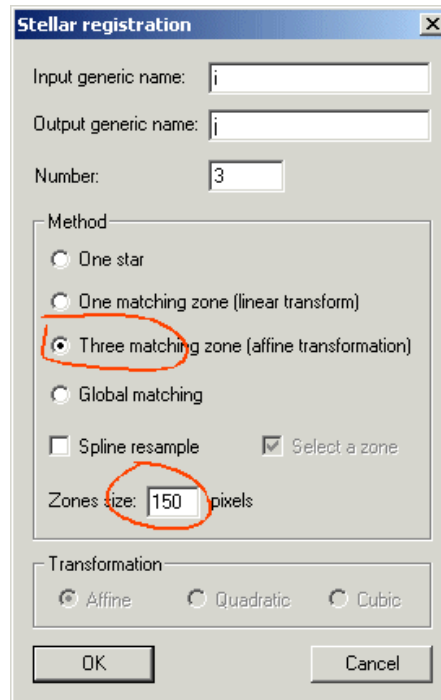 Stellar registration
Input generic name: i
Output generic name: j
Number: 3
Method
One star
One matching zone (linear transform)
Three matching zone (affine transformation)
Global matching
Spline resample Select a zone
Zones size: 150 pixels
Transformation
Affine Quadratic Cubic
OK Cancel